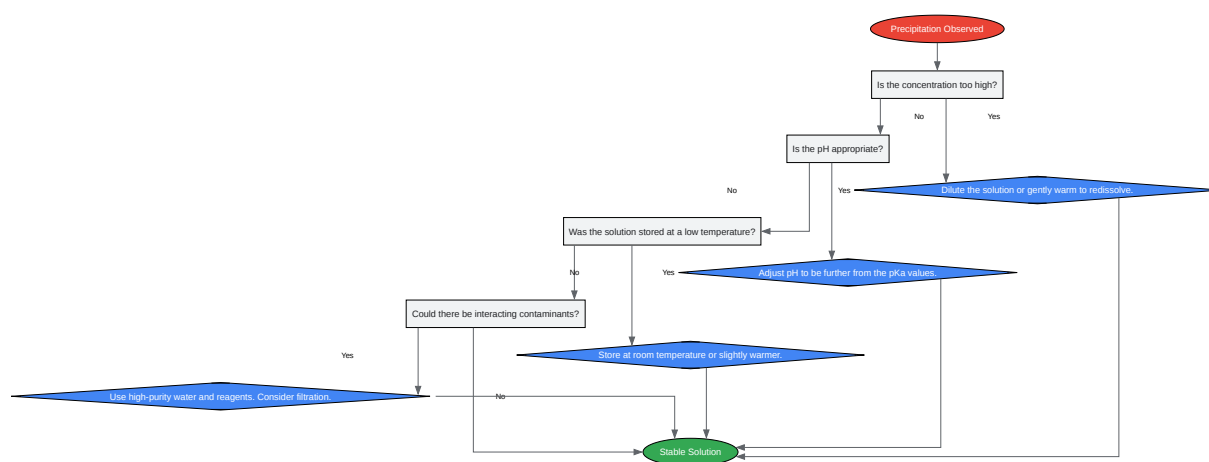 Precipitation Observed
Is the concentration too high?
No
Yes
Is the pH appropriate?
No
Yes
Dilute the solution or gently warm to redissolve.
Was the solution stored at a low temperature?
No
Yes
Adjust pH to be further from the pKa values.
Could there be interacting contaminants?
Yes
Store at room temperature or slightly warmer.
Use high-purity water and reagents. Consider filtration.
No
Stable Solution